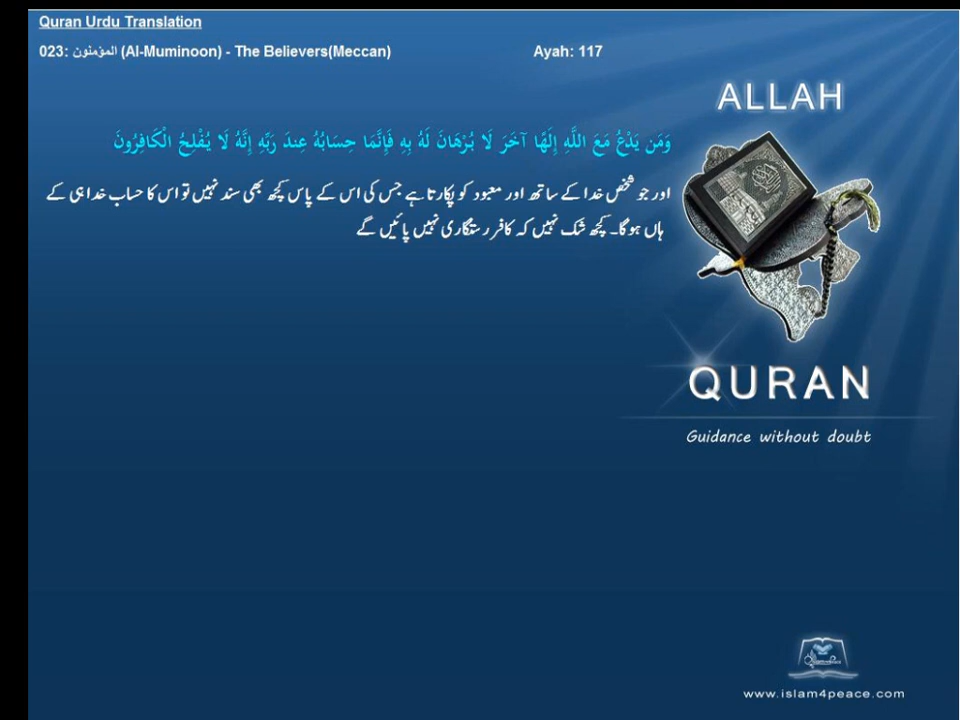 Quran Urdu Translation
023: المؤمنون (Al-Muminoon) - The Believers(Meccan) Ayah: 117
ALLAH
وَمَن يَدْعُ مَعَ اللَّهِ إِلَهًا آخَرَ لَا بُرْهَانَ لَهُ بِهِ فَإِنَّمَا حِسَابُهُ عِندَ رَبِّهِ إِنَّهُ لَا يُفْلِحُ الْكَافِرُونَ
اور جو شخص خدا کے ساتھ اور معبود کو پکارتا ہے جس کی اس کے پاس کچھ بھی سند نہیں تو اس کا حساب خدا ہی کے
ہاں ہوگا۔ کچھ شک نہیں کہ کافر رستگاری نہیں پائیں گے
QURAN
Guidance without doubt
www.islam4peace.com